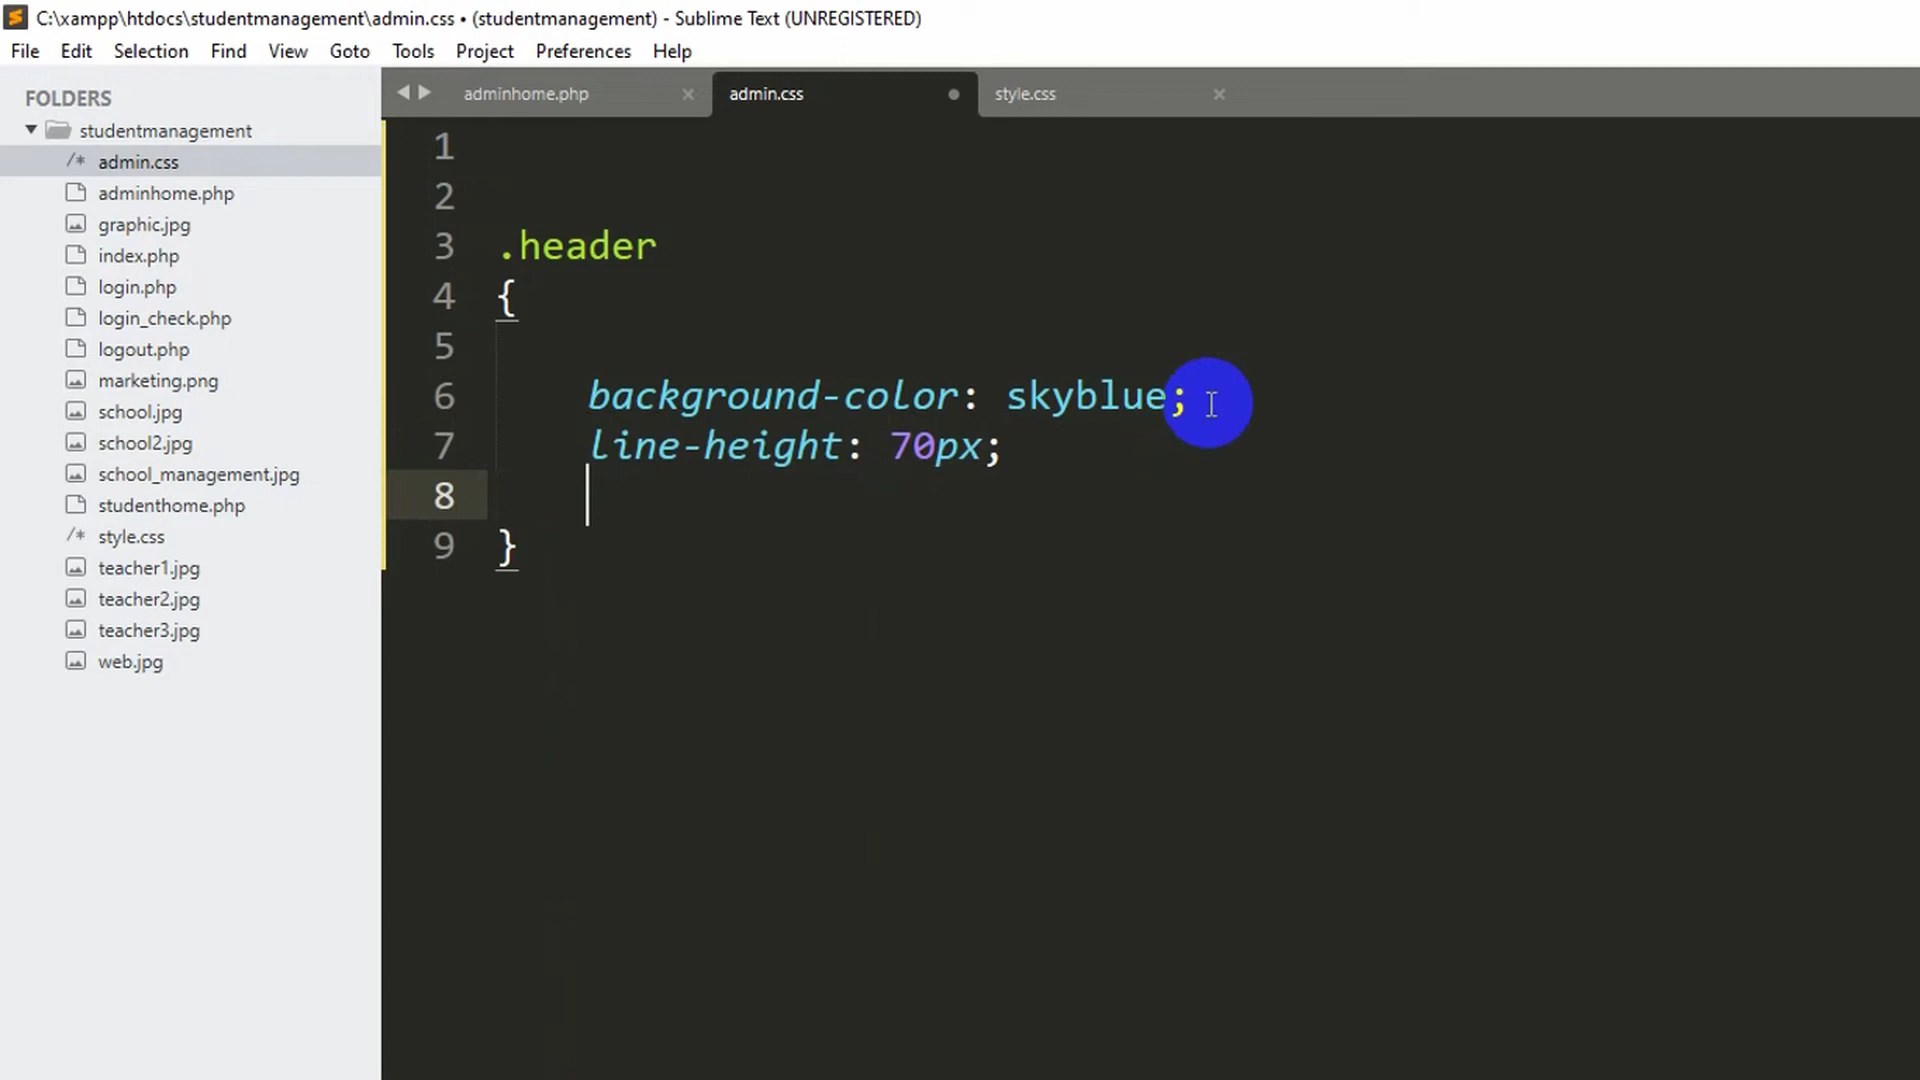 C:\xampp\htdocs\studentmanagement\admin.css • (studentmanagement) - Sublime Text (UNREGISTERED)
File Edit Selection Find View Goto Tools Project Preferences Help
FOLDERS
studentmanagement
/* admin.css
adminhome.php
graphic.jpg
index.php
login.php
login_check.php
logout.php
marketing.png
school.jpg
school2.jpg
school_management.jpg
studenthome.php
/* style.css
teacher1.jpg
teacher2.jpg
teacher3.jpg
web.jpg
adminhome.php × admin.css • style.css ×
1
2
3 .header
4 {
5
6 background-color: skyblue;
7 line-height: 70px;
8
9 }